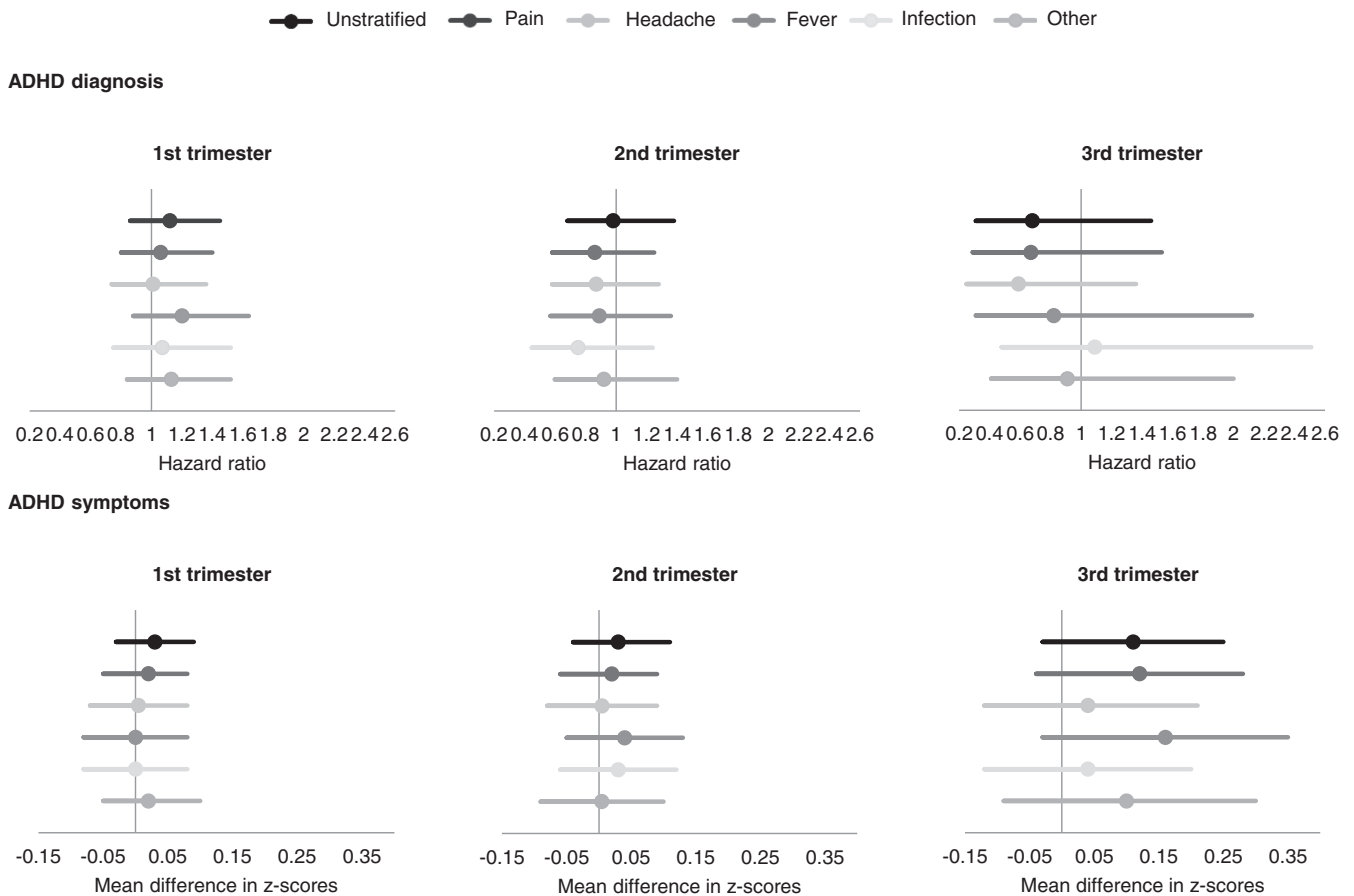 Unstratified Pain Headache Fever Infection Other
ADHD diagnosis
1st trimester 2nd trimester 3rd trimester
0.2 0.4 0.6 0.8 1 1.2 1.4 1.6 1.8 2 2.2 2.4 2.6 0.2 0.4 0.6 0.8 1 1.2 1.4 1.6 1.8 2 2.2 2.4 2.6 0.2 0.4 0.6 0.8 1 1.2 1.4 1.6 1.8 2 2.2 2.4 2.6
Hazard ratio Hazard ratio Hazard ratio
ADHD symptoms
1st trimester 2nd trimester 3rd trimester
-0.15 -0.05 0.05 0.15 0.25 0.35 -0.15 -0.05 0.05 0.15 0.25 0.35 -0.15 -0.05 0.05 0.15 0.25 0.35
Mean difference in z-scores Mean difference in z-scores Mean difference in z-scores